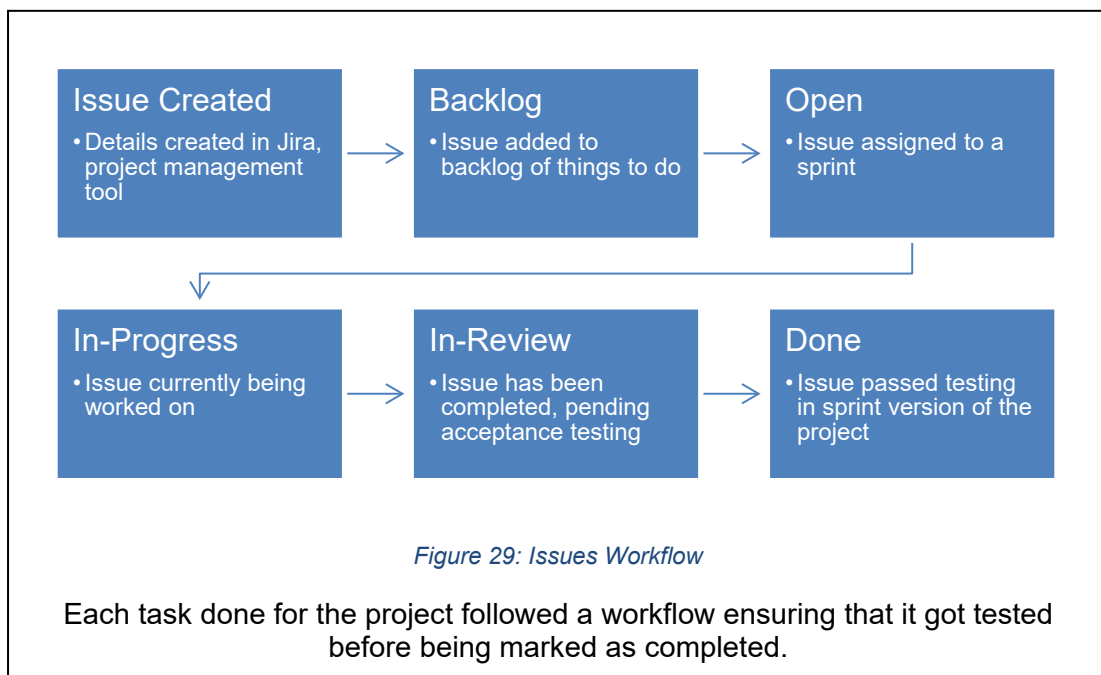 Issue Created
• Details created in Jira,
project management
tool
Backlog
• Issue added to
backlog of things to do
Open
• Issue assigned to a
sprint
In-Progress
• Issue currently being
worked on
In-Review
• Issue has been
completed, pending
acceptance testing
Done
• Issue passed testing
in sprint version of the
project
Figure 29: Issues Workflow
Each task done for the project followed a workflow ensuring that it got tested
before being marked as completed.